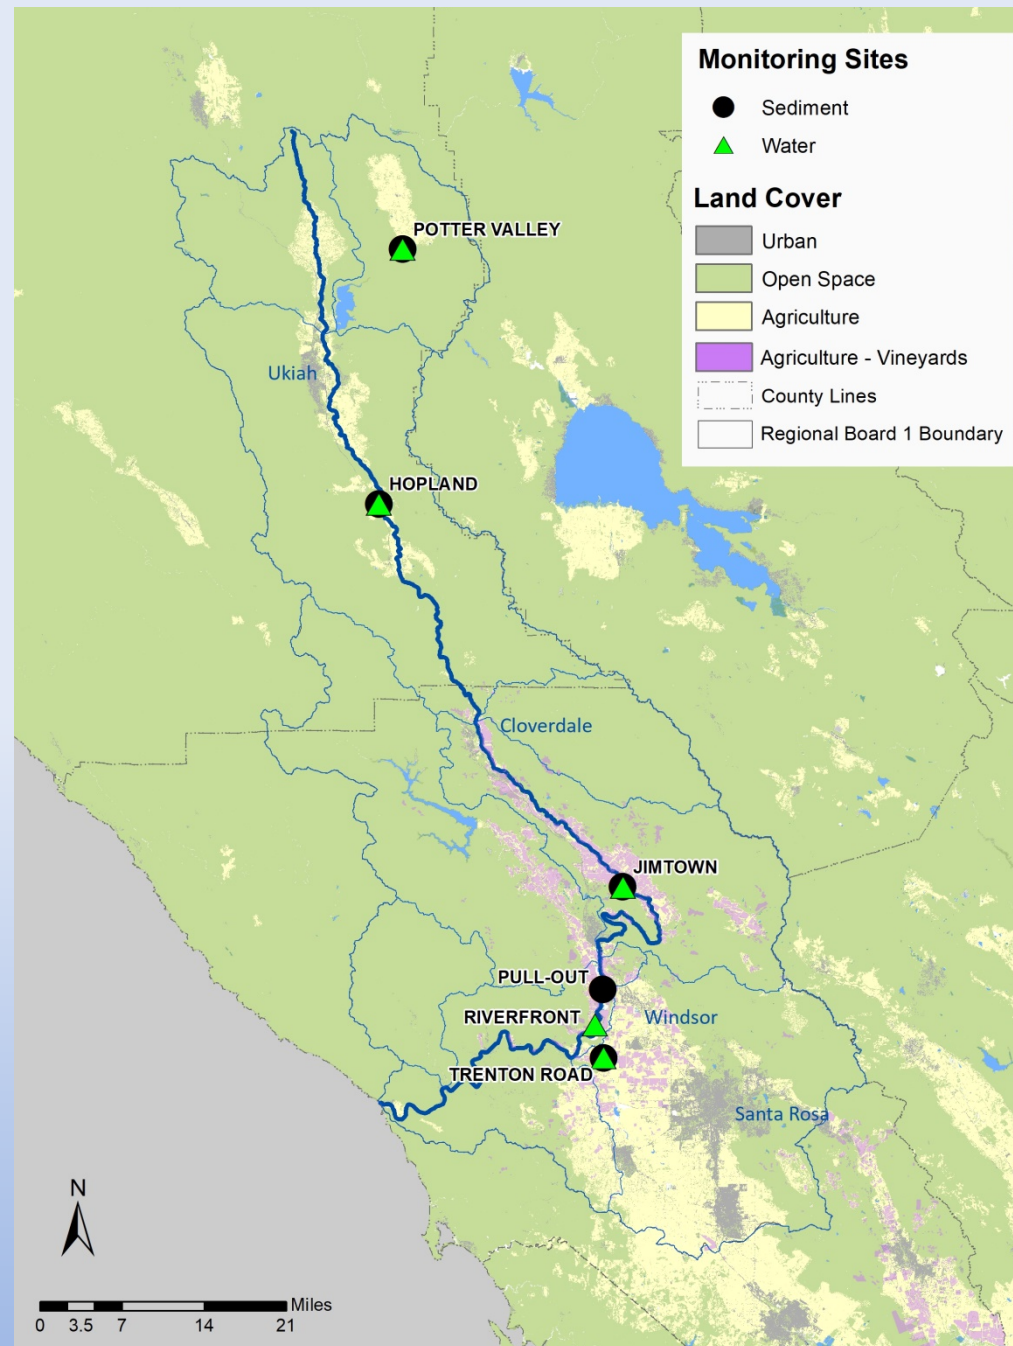 Monitoring Sites
Sediment
Water
Land Cover
Urban
Open Space
Agriculture
Agriculture - Vineyards
County Lines
Regional Board 1 Boundary
POTTER VALLEY
Ukiah
HOPLAND
Cloverdale
JIMTOWN
PULL-OUT
RIVERFRONT
Windsor
TRENTON ROAD
Santa Rosa
N
Miles
0 3.5 7 14 21